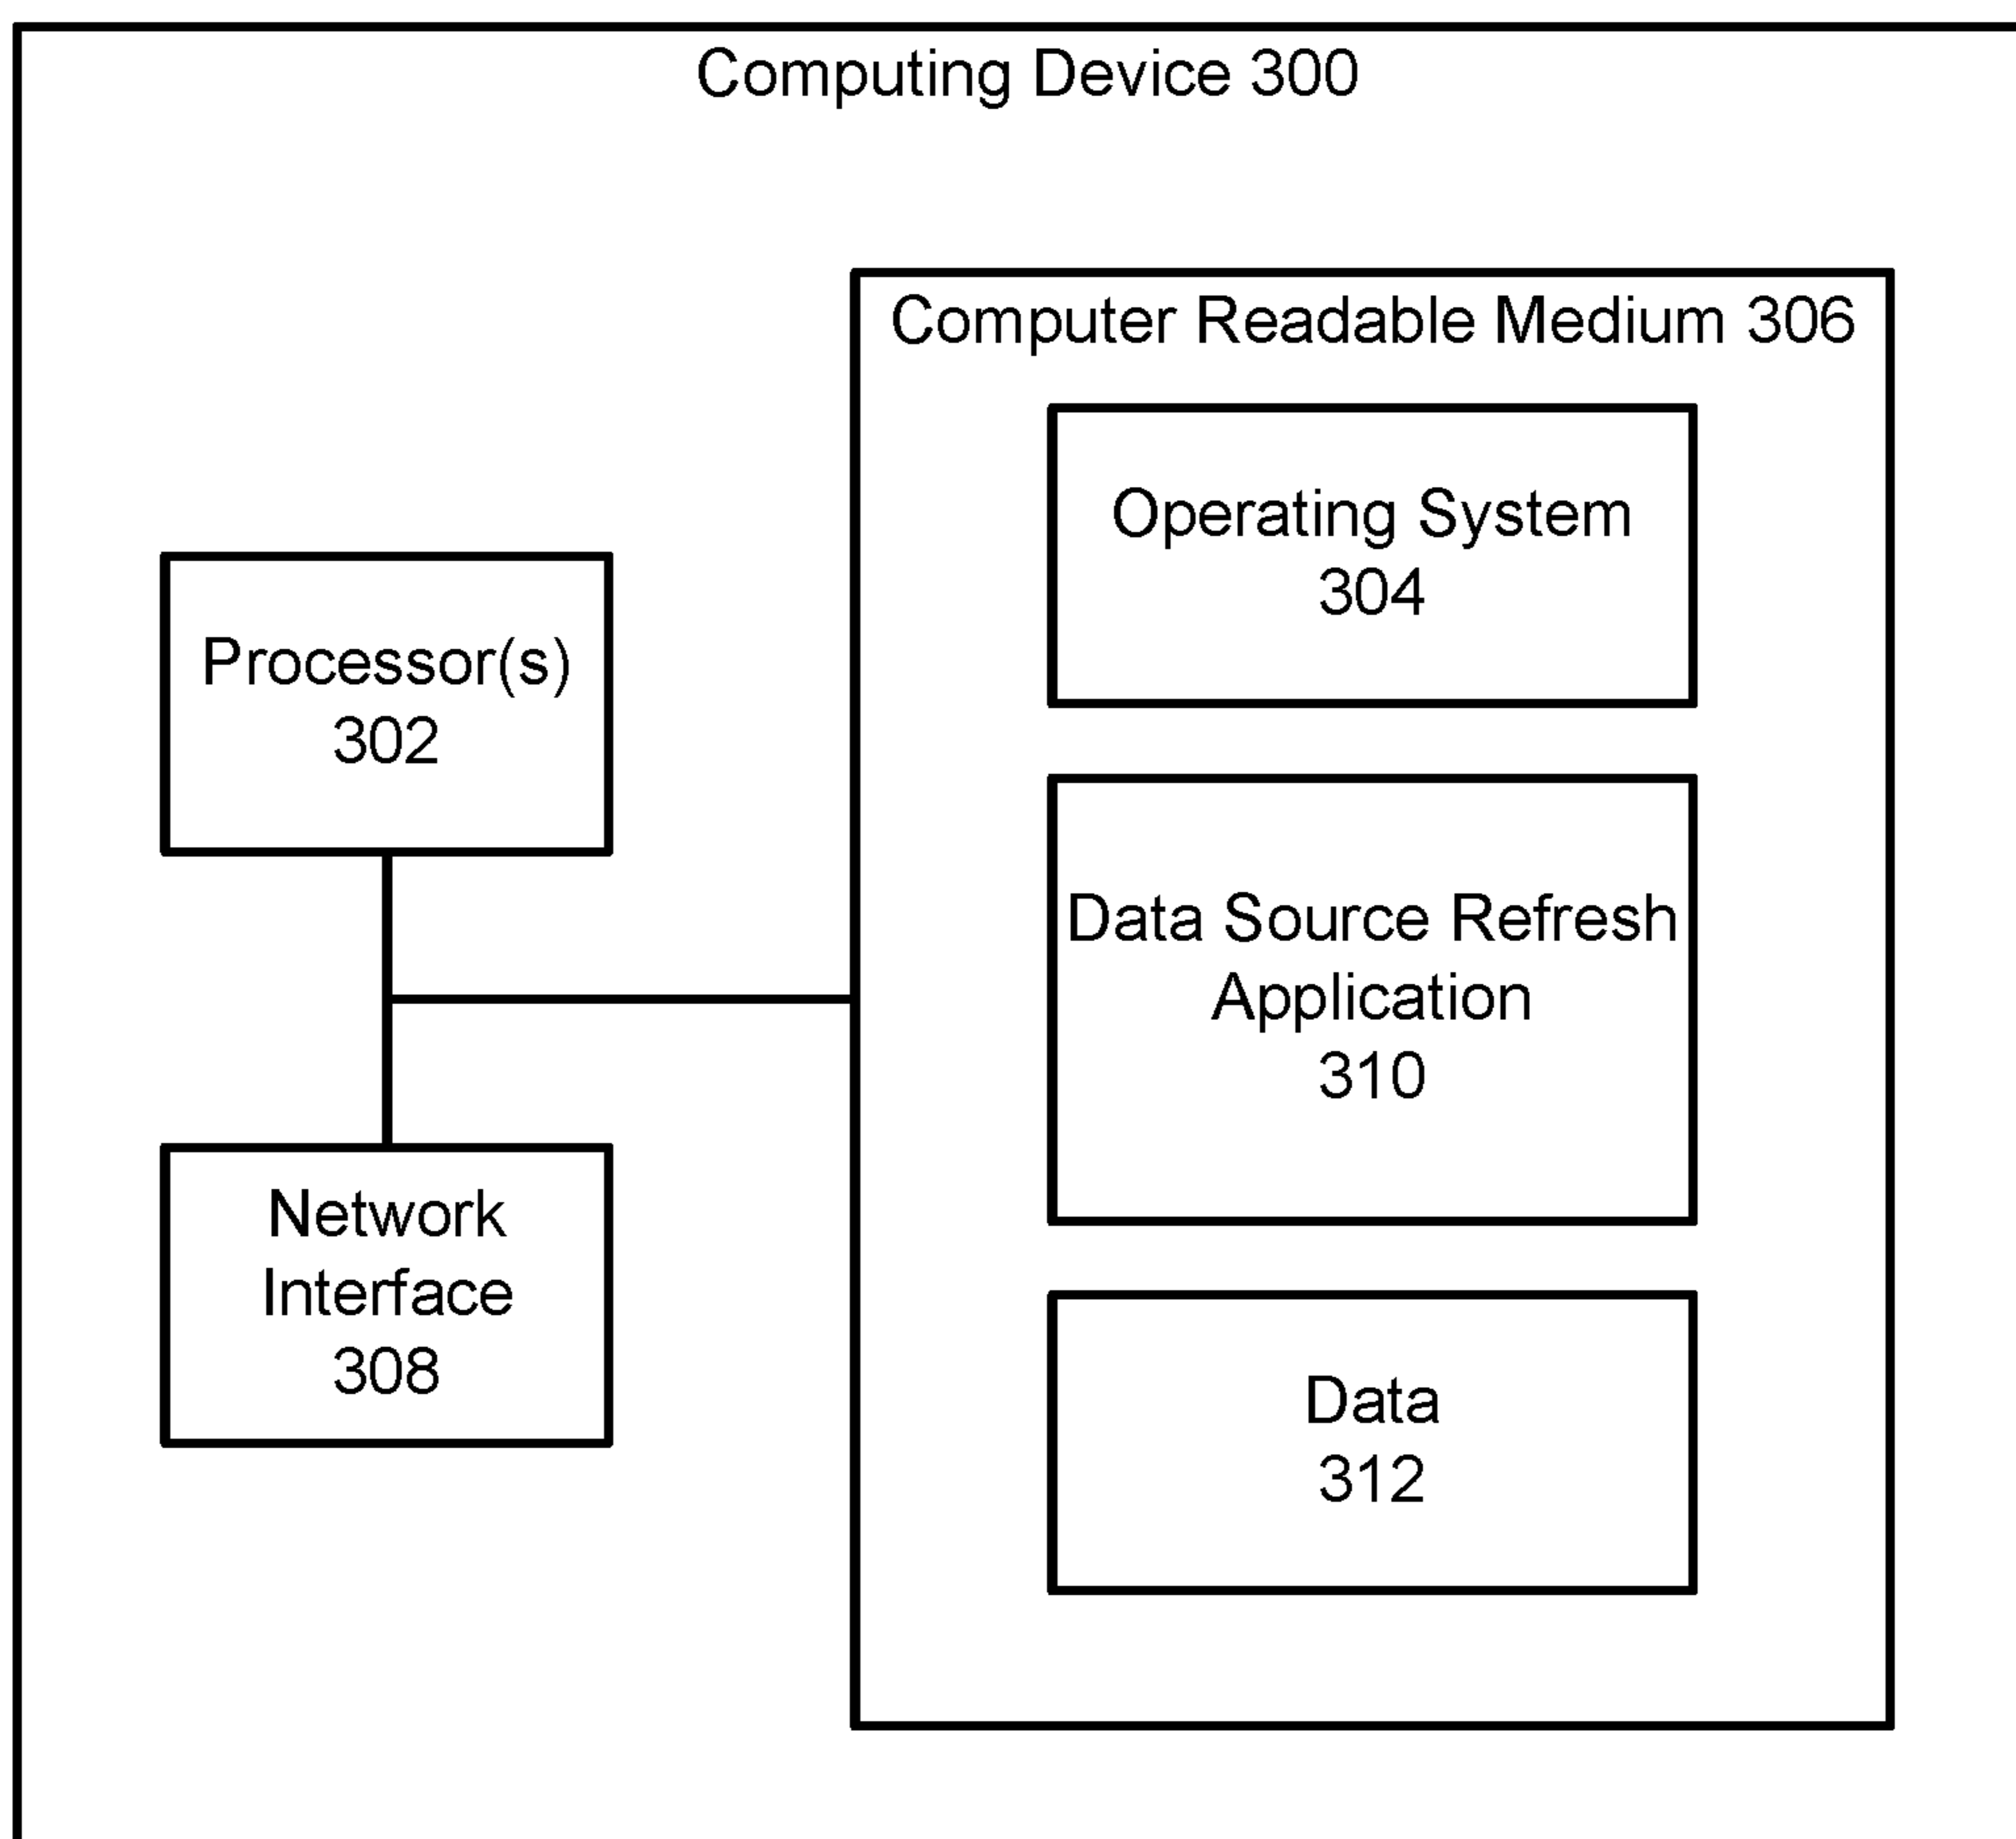 Computing Device 300
Computer Readable Medium 306
Operating System
304
Processor(s)
302
Data Source Refresh
Application
310
Network
Interface
308
Data
312